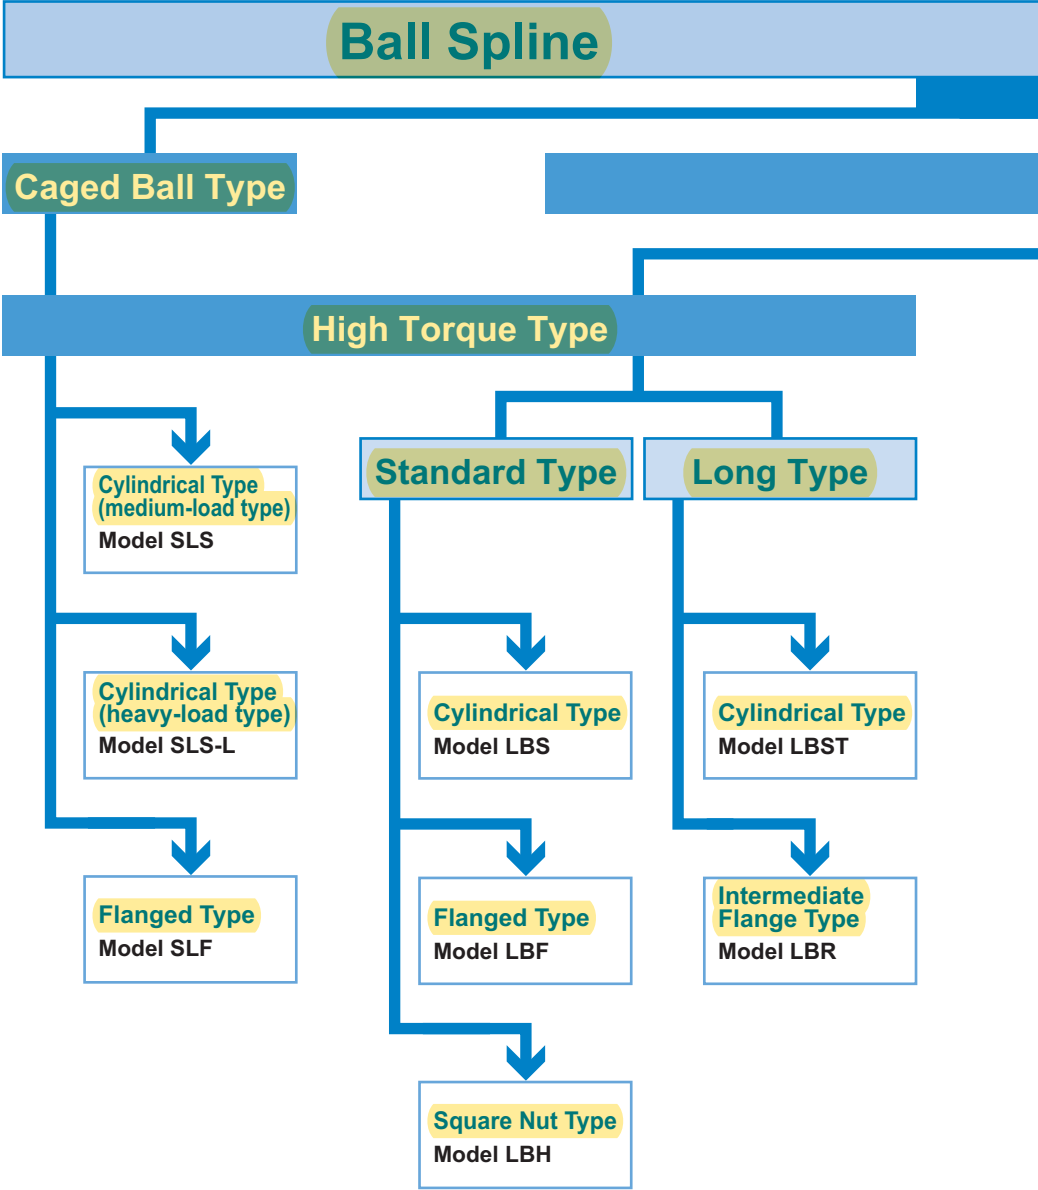 Ball Spline
Caged Ball Type
High Torque Type
Standard Type
Long Type
Cylindrical Type
(medium-load type)
Model SLS
Cylindrical Type
(heavy-load type)
Model SLS-L
Flanged Type
Model SLF
Cylindrical Type
Model LBS
Flanged Type
Model LBF
Square Nut Type
Model LBH
Cylindrical Type
Model LBST
Intermediate
Flange Type
Model LBR